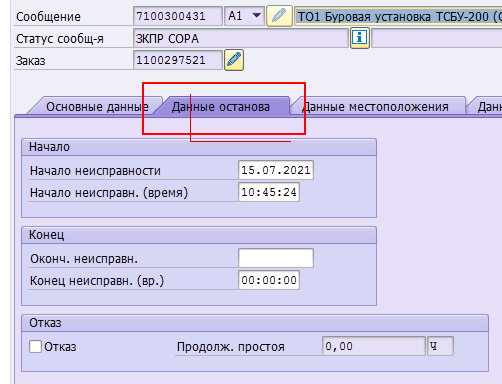 Сообщение 7100300431 A1 ТО1 Буровая установка ТСБУ-200 (
Статус сообщ-я ЗКПР СОРА
Заказ 1100297521
Основные данные Данные останова Данные местоположения Дан
Начало
Начало неисправности 15.07.2021
Начало неисправн. (время) 10:45:24
Конец
Оконч. неисправн.
Конец неисправн. (вр.) 00:00:00
Отказ
Отказ Продолж. простоя 0,00 Ч